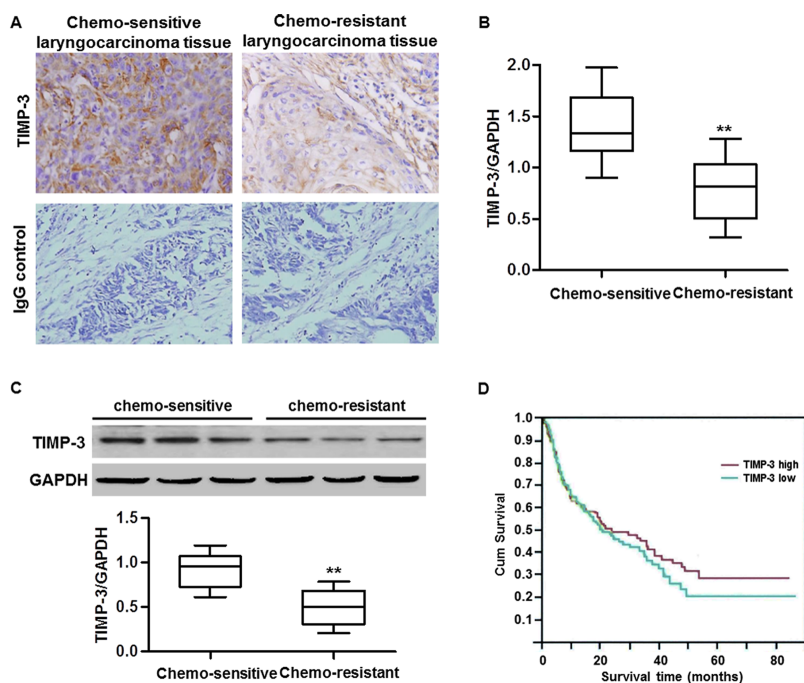 A
Chemo-sensitive laryngocarcinoma tissue
Chemo-resistant laryngocarcinoma tissue
TIMP-3
IgG control
B
TIMP-3/GAPDH
2.0
1.5
1.0
0.5
0.0
**
Chemo-sensitive
Chemo-resistant
C
chemo-sensitive
chemo-resistant
TIMP-3
GAPDH
TIMP-3/GAPDH
1.5
1.0
0.5
0.0
**
Chemo-sensitive
Chemo-resistant
D
Cum Survival
1.0
0.9
0.8
0.7
0.6
0.5
0.4
0.3
0.2
0.1
TIMP-3 high
TIMP-3 low
0 20 40 60 80
Survival time (months)